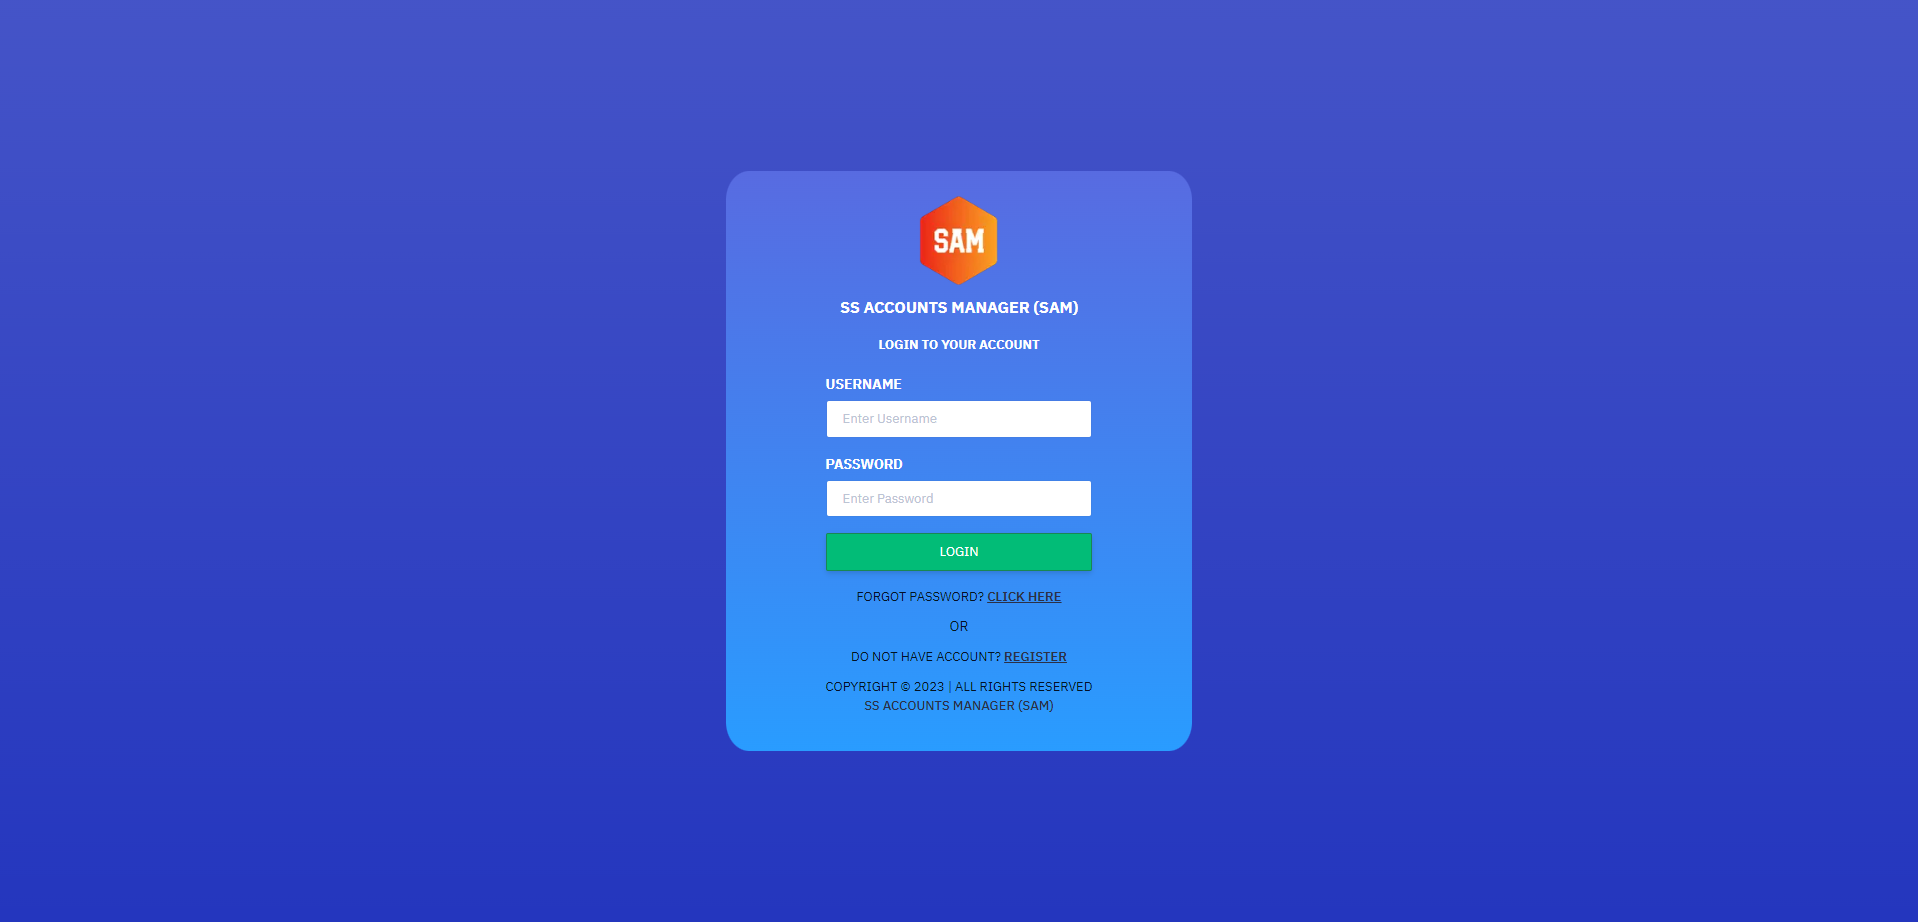 SAM
SS ACCOUNTS MANAGER (SAM)
LOGIN TO YOUR ACCOUNT
USERNAME
Enter Username
PASSWORD
Enter Password
LOGIN
FORGOT PASSWORD? CLICK HERE
OR
DO NOT HAVE ACCOUNT? REGISTER
COPYRIGHT © 2023 | ALL RIGHTS RESERVED
SS ACCOUNTS MANAGER (SAM)